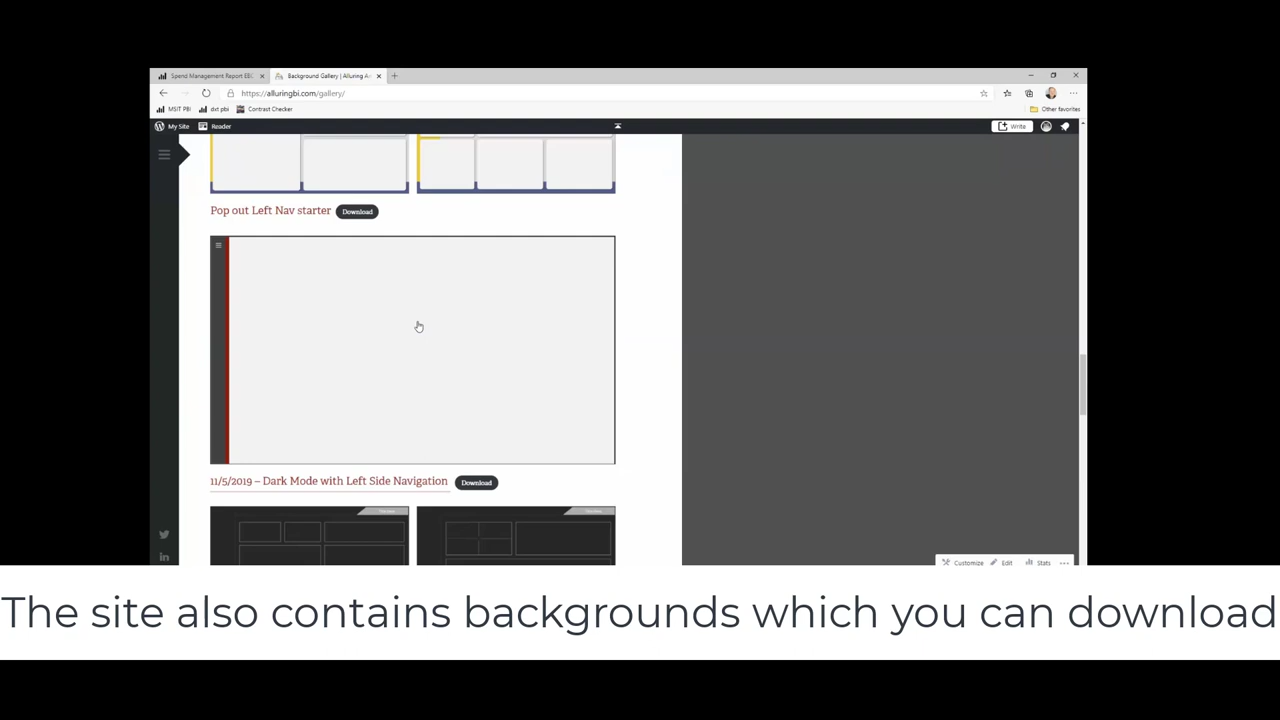 Spend Management Report EBC
Background Gallery | Alluring A
https://alluringbi.com/gallery/
MSIT PBI
dxt pbi
Contrast Checker
Other favorites
My Site
Reader
Write
Pop out Left Nav starter
Download
11/5/2019 – Dark Mode with Left Side Navigation
Download
Customize
Edit
Stats
The site also contains backgrounds which you can download